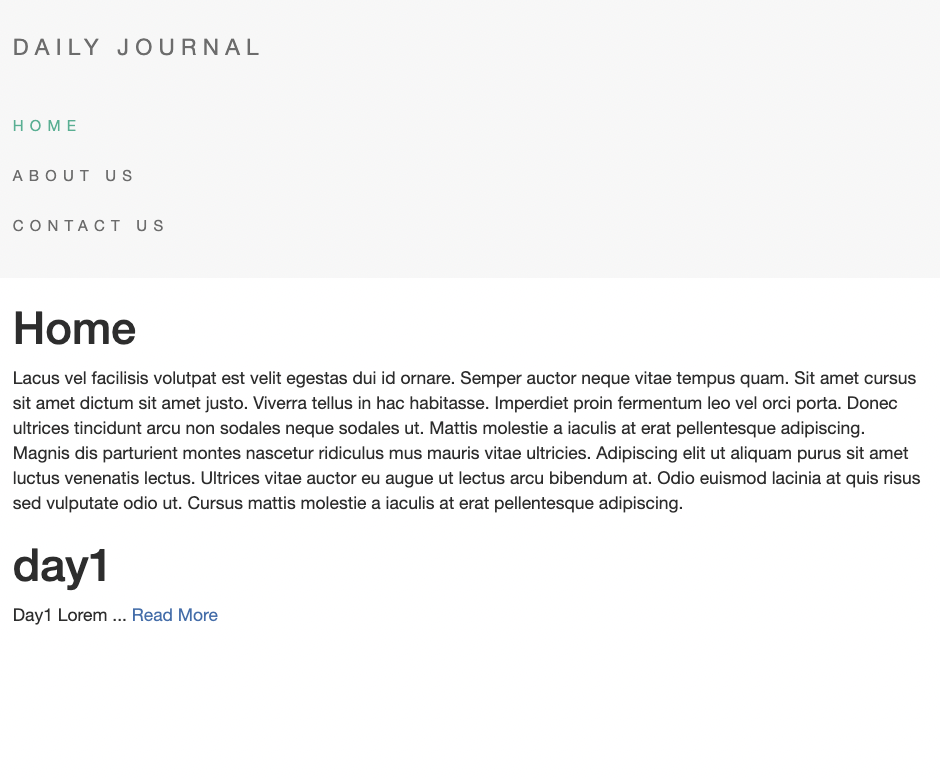 DAILY JOURNAL
HOME
ABOUT US
CONTACT US
Home
Lacus vel facilisis volutpat est velit egestas dui id ornare. Semper auctor neque vitae tempus quam. Sit amet cursus
sit amet dictum sit amet justo. Viverra tellus in hac habitasse. Imperdiet proin fermentum leo vel orci porta. Donec
ultrices tincidunt arcu non sodales neque sodales ut. Mattis molestie a iaculis at erat pellentesque adipiscing.
Magnis dis parturient montes nascetur ridiculus mus mauris vitae ultricies. Adipiscing elit ut aliquam purus sit amet
luctus venenatis lectus. Ultrices vitae auctor eu augue ut lectus arcu bibendum at. Odio euismod lacinia at quis risus
sed vulputate odio ut. Cursus mattis molestie a iaculis at erat pellentesque adipiscing.
day1
Day1 Lorem ... Read More